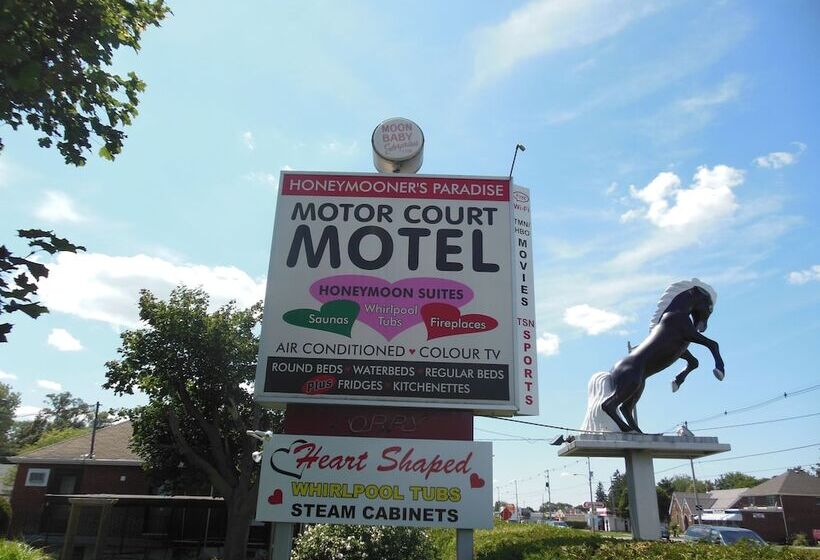 MOON
BABY
HONEYMOONER'S PARADISE
MOTOR COURT
MOTEL
HONEYMOON SUITES
Saunas
Whirlpool
Tubs
Fireplaces
AIR CONDITIONED ♥ COLOUR TV
ROUND BEDS ♥ WATERBEDS ♥ REGULAR BEDS
Plus FRIDGES ♥ KITCHENETTES
Wi-Fi
TMN/
HBO
MOVIES
TSN
SPORTS
Heart Shaped
WHIRLPOOL TUBS
STEAM CABINETS